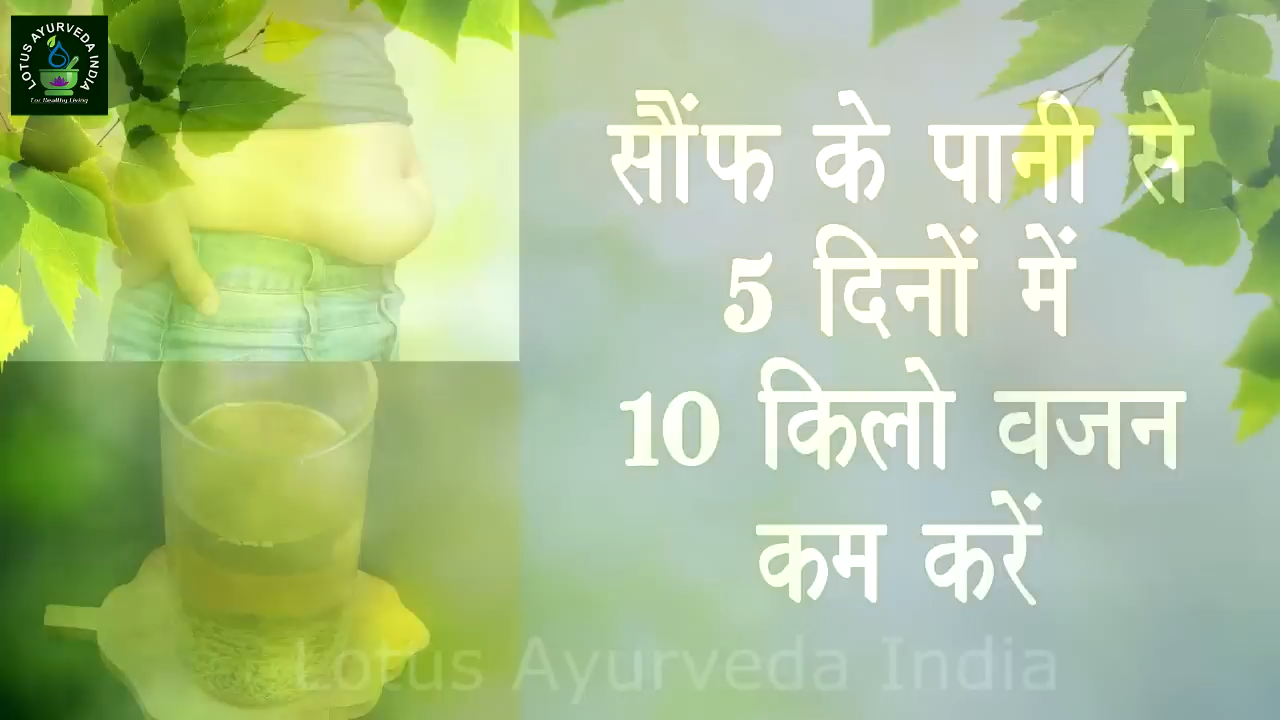 LOTUS AYURVEDA INDIA
For Healthy Living
सौंफ के पानी से
5 दिनों में
10 किलो वजन
कम करें
Lotus Ayurveda India